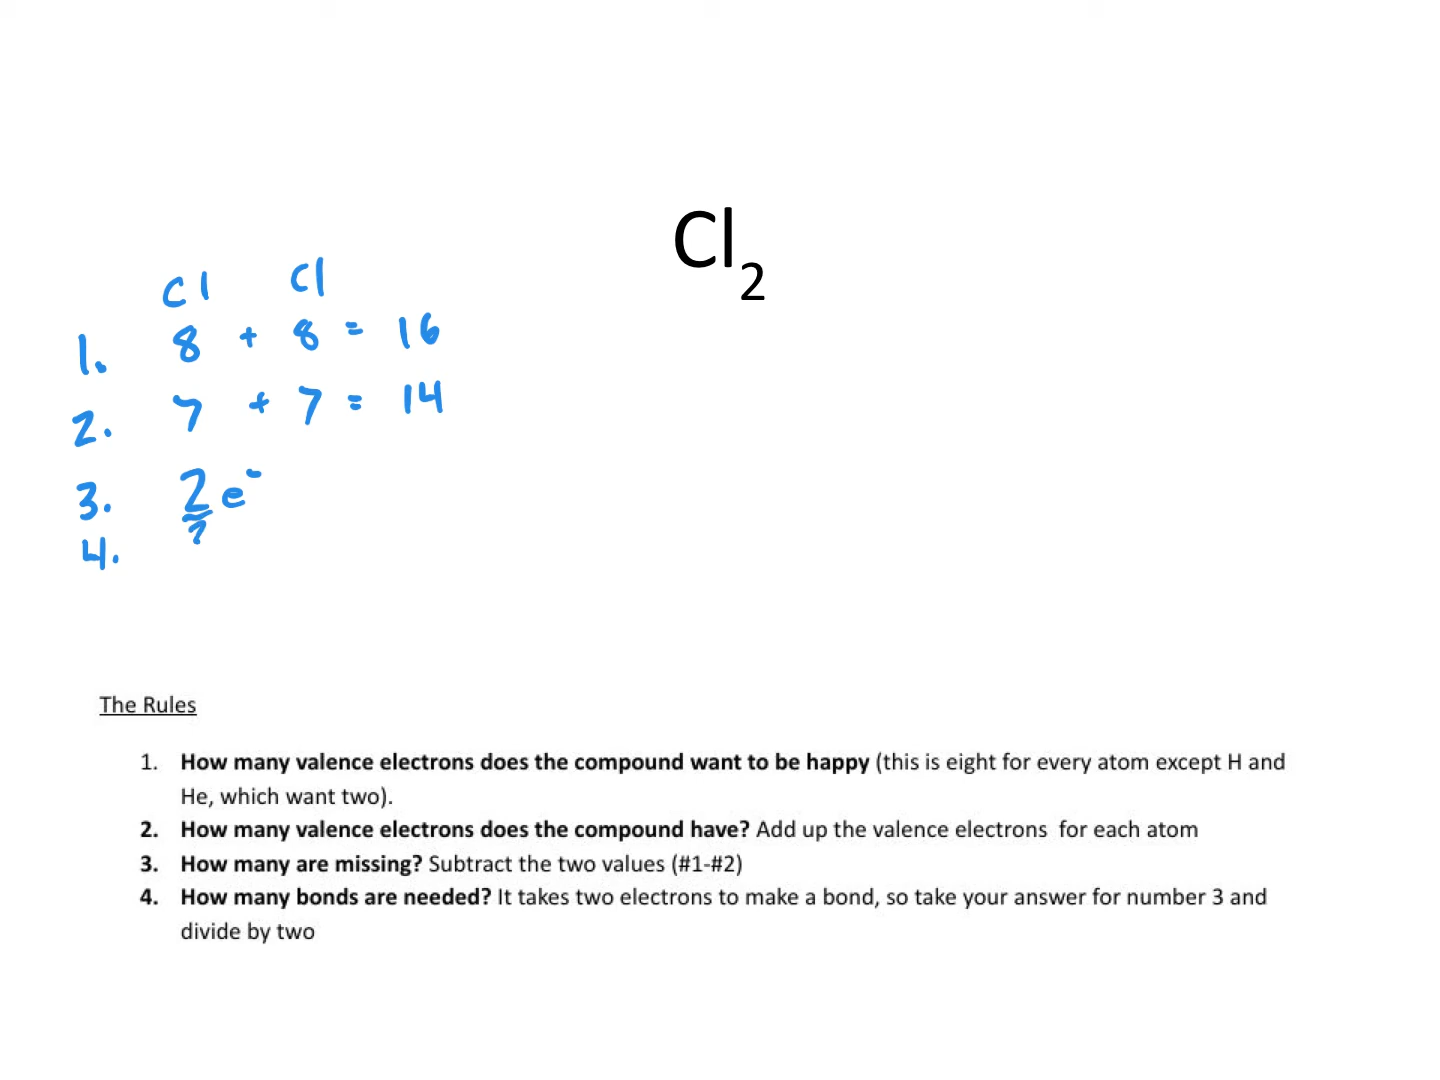 Cl₂
Cl Cl
1. 8 + 8 = 16
2. 7 + 7 = 14
3. 2 e⁻
2
4.
The Rules
1. How many valence electrons does the compound want to be happy (this is eight for every atom except H and
He, which want two).
2. How many valence electrons does the compound have? Add up the valence electrons for each atom
3. How many are missing? Subtract the two values (#1-#2)
4. How many bonds are needed? It takes two electrons to make a bond, so take your answer for number 3 and
divide by two